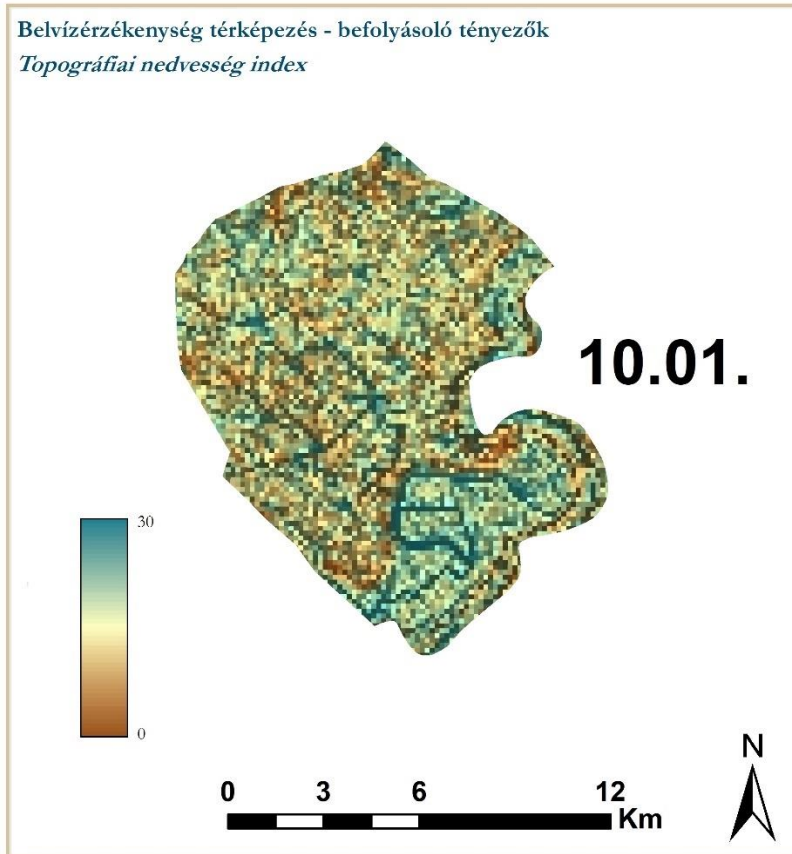 Belvízérzékenység térképezés - befolyásoló tényezők
Topográfiai nedvesség index
10.01.
30
0
N
0 3 6 12
Km